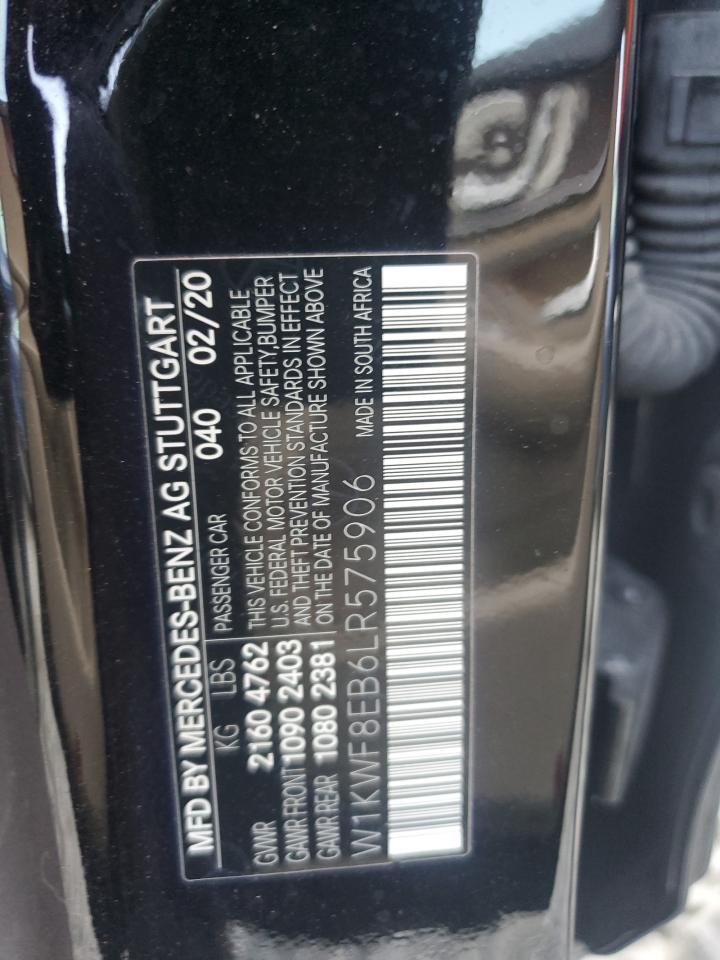 MFD BY MERCEDES-BENZ AG STUTTGART
KG LBS PASSENGER CAR 040 02/20
GVWR 2160 4762 THIS VEHICLE CONFORMS TO ALL APPLICABLE
U.S. FEDERAL MOTOR VEHICLE SAFETY,BUMPER
GAWR FRONT 1090 2403 AND THEFT PREVENTION STANDARDS IN EFFECT
GAWR REAR 1080 2381 ON THE DATE OF MANUFACTURE SHOWN ABOVE
W1KWF8EB6LR575906 MADE IN SOUTH AFRICA